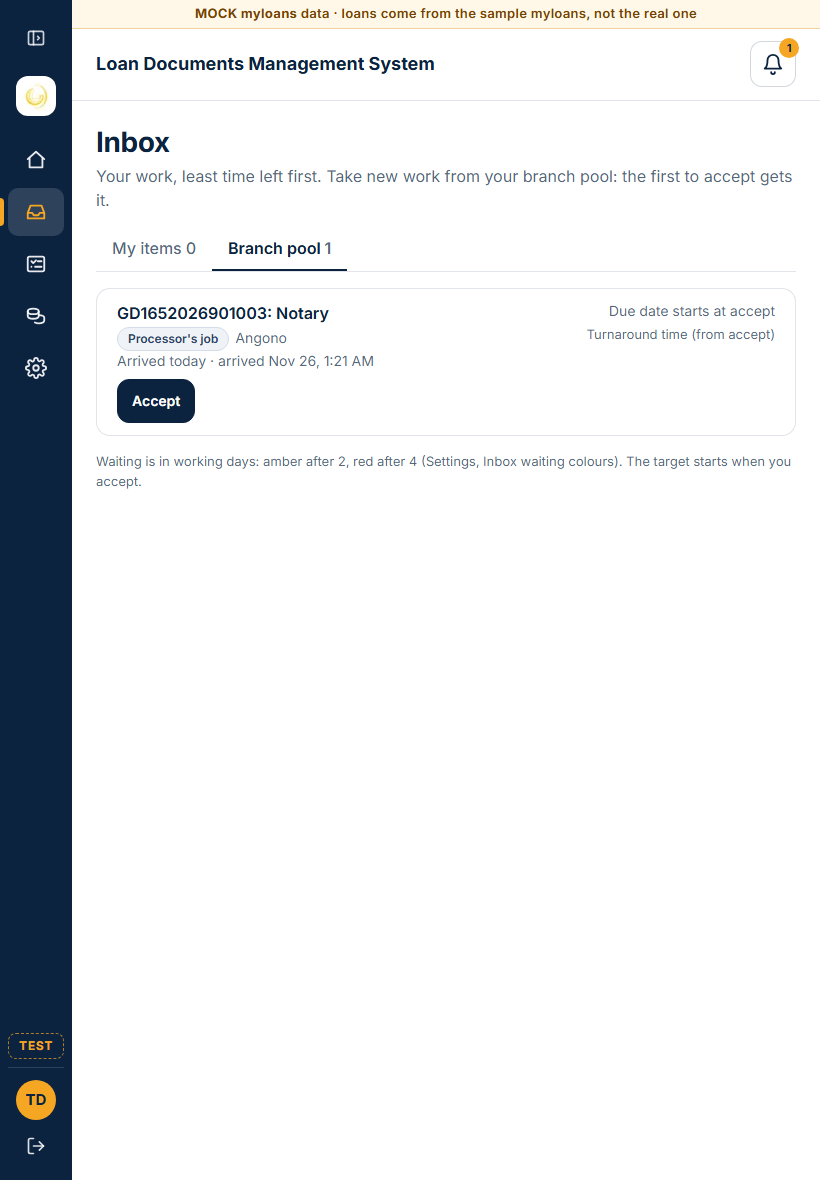 MOCK myloans data · loans come from the sample myloans, not the real one
Loan Documents Management System
1
Inbox
Your work, least time left first. Take new work from your branch pool: the first to accept gets
it.
My items 0
Branch pool 1
GD1652026901003: Notary
Due date starts at accept
Processor's job
Angono
Turnaround time (from accept)
Arrived today · arrived Nov 26, 1:21 AM
Accept
Waiting is in working days: amber after 2, red after 4 (Settings, Inbox waiting colours). The target starts when you
accept.
TEST
TD